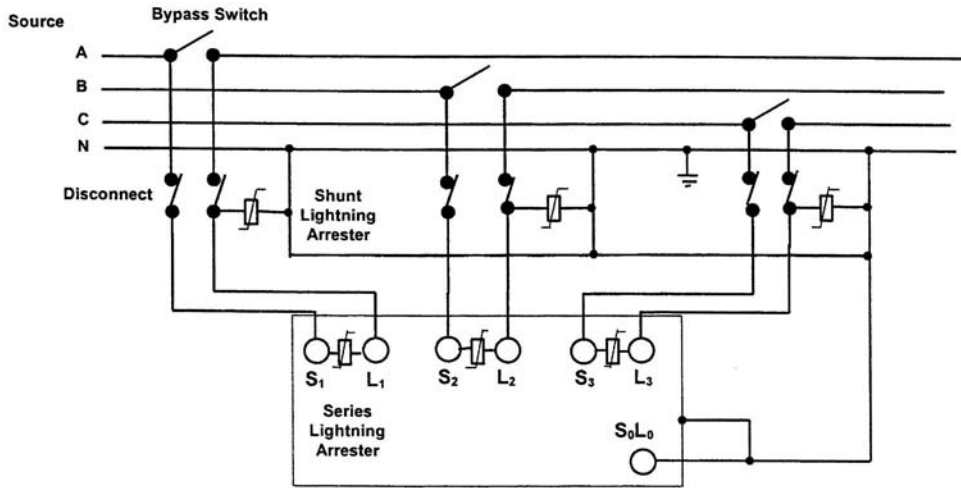 Source
Bypass Switch
A
B
C
N
Disconnect
Shunt
Lightning
Arrester
S₁
L₁
S₂
L₂
S₃
L₃
Series
Lightning
Arrester
S₀L₀